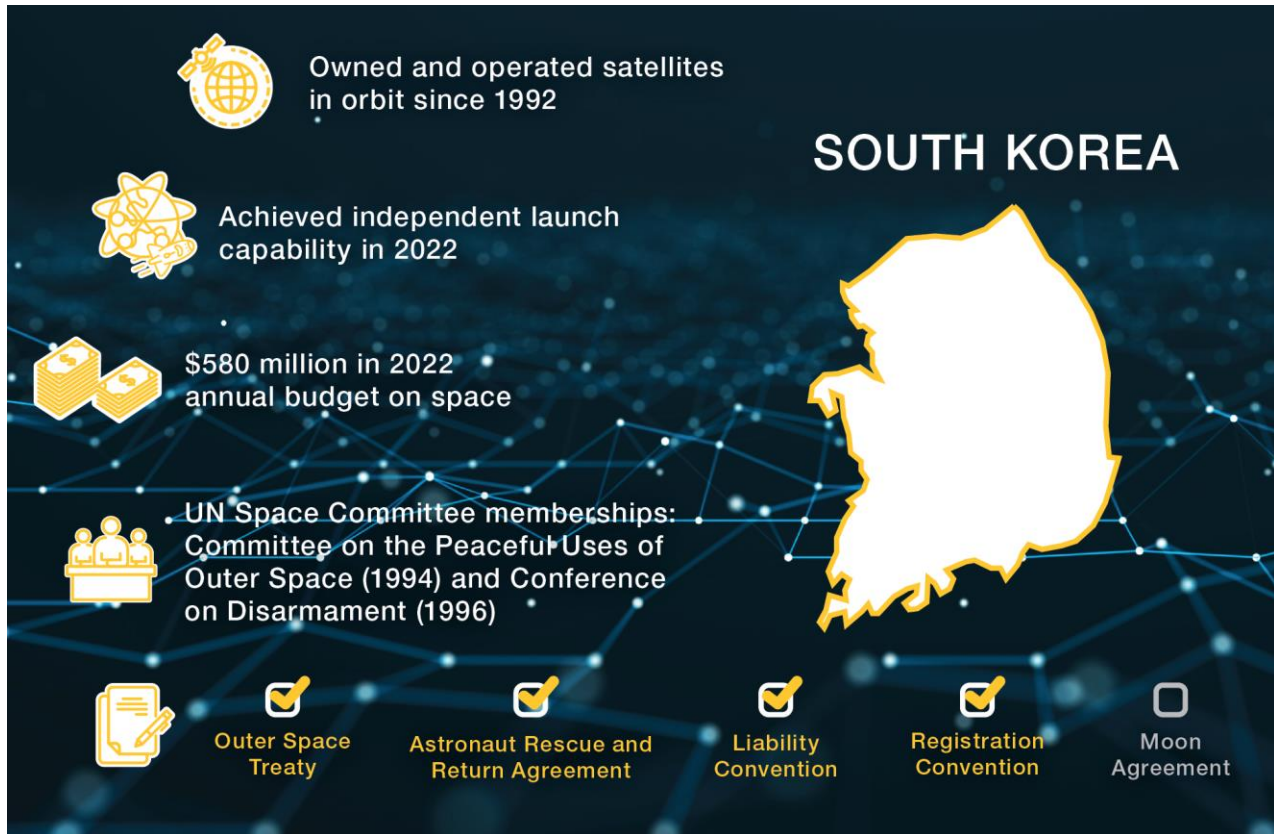 Owned and operated satellites
in orbit since 1992
SOUTH KOREA
Achieved independent launch
capability in 2022
$580 million in 2022
annual budget on space
UN Space Committee memberships:
Committee on the Peaceful Uses of
Outer Space (1994) and Conference
on Disarmament (1996)
Outer Space
Treaty
Astronaut Rescue and
Return Agreement
Liability
Convention
Registration
Convention
Moon
Agreement